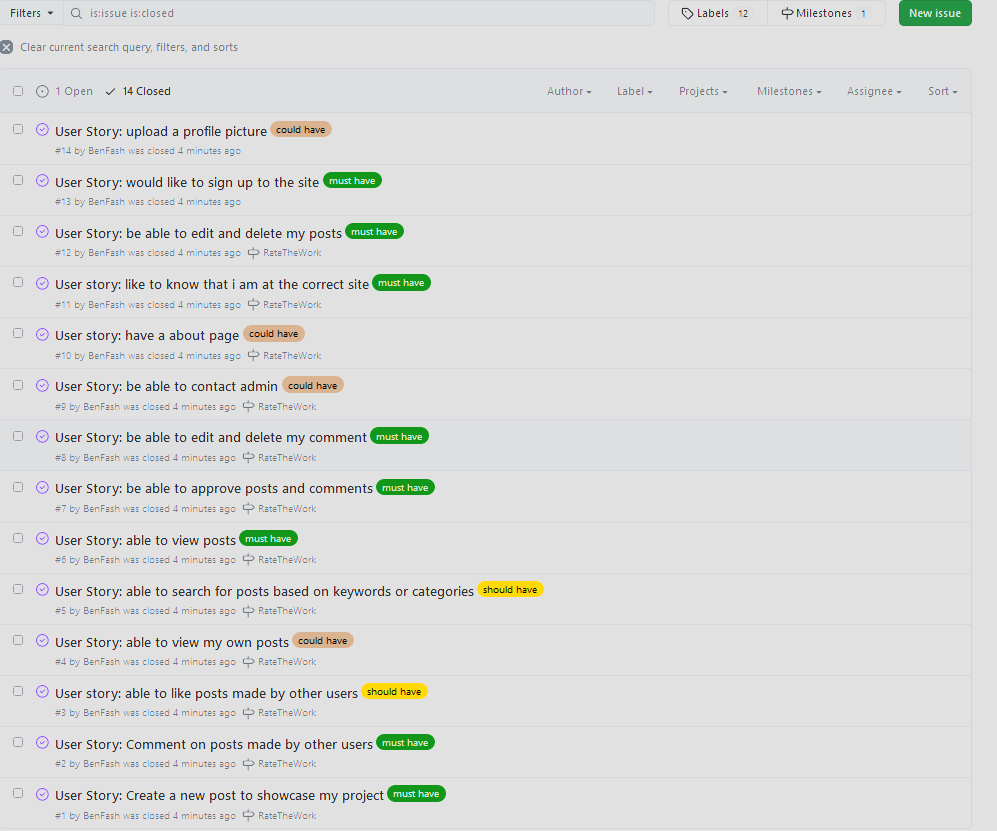 Filters is:issue is:closed Labels 12 Milestones 1 New issue
Clear current search query, filters, and sorts
1 Open 14 Closed Author Label Projects Milestones Assignee Sort
User Story: upload a profile picture could have
#14 by BenFash was closed 4 minutes ago
User Story: would like to sign up to the site must have
#13 by BenFash was closed 4 minutes ago
User Story: be able to edit and delete my posts must have
#12 by BenFash was closed 4 minutes ago RateTheWork
User story: like to know that i am at the correct site must have
#11 by BenFash was closed 4 minutes ago RateTheWork
User story: have a about page could have
#10 by BenFash was closed 4 minutes ago RateTheWork
User Story: be able to contact admin could have
#9 by BenFash was closed 4 minutes ago RateTheWork
User Story: be able to edit and delete my comment must have
#8 by BenFash was closed 4 minutes ago RateTheWork
User Story: be able to approve posts and comments must have
#7 by BenFash was closed 4 minutes ago RateTheWork
User Story: able to view posts must have
#6 by BenFash was closed 4 minutes ago RateTheWork
User Story: able to search for posts based on keywords or categories should have
#5 by BenFash was closed 4 minutes ago RateTheWork
User Story: able to view my own posts could have
#4 by BenFash was closed 4 minutes ago RateTheWork
User story: able to like posts made by other users should have
#3 by BenFash was closed 4 minutes ago RateTheWork
User Story: Comment on posts made by other users must have
#2 by BenFash was closed 4 minutes ago RateTheWork
User Story: Create a new post to showcase my project must have
#1 by BenFash was closed 4 minutes ago RateTheWork